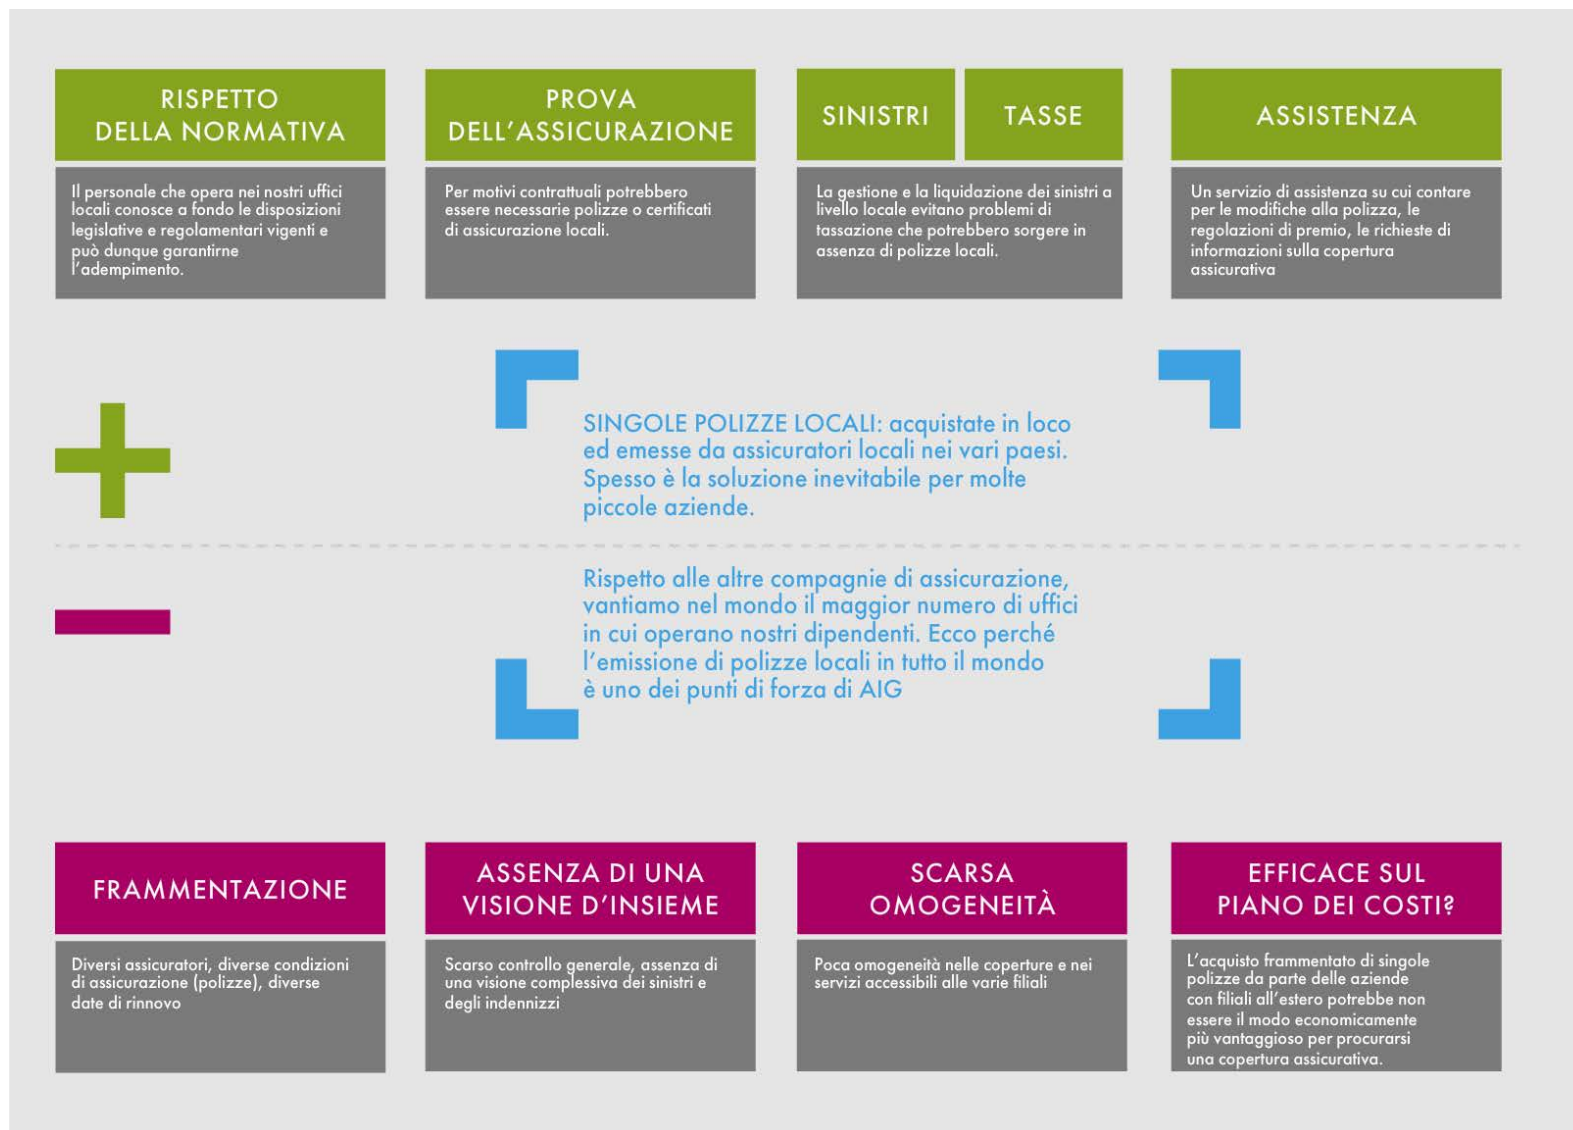 RISPETTO
DELLA NORMATIVA
Il personale che opera nei nostri uffici
locali conosce a fondo le disposizioni
legislative e regolamentari vigenti e
può dunque garantirne
l'adempimento.
PROVA
DELL'ASSICURAZIONE
Per motivi contrattuali potrebbero
essere necessarie polizze o certificati
di assicurazione locali.
SINISTRI
TASSE
La gestione e la liquidazione dei sinistri a
livello locale evitano problemi di
tassazione che potrebbero sorgere in
assenza di polizze locali.
ASSISTENZA
Un servizio di assistenza su cui contare
per le modifiche alla polizza, le
regolazioni di premio, le richieste di
informazioni sulla copertura
assicurativa
SINGOLE POLIZZE LOCALI: acquistate in loco
ed emesse da assicuratori locali nei vari paesi.
Spesso è la soluzione inevitabile per molte
piccole aziende.
Rispetto alle altre compagnie di assicurazione,
vantiamo nel mondo il maggior numero di uffici
in cui operano nostri dipendenti. Ecco perché
l'emissione di polizze locali in tutto il mondo
è uno dei punti di forza di AIG
FRAMMENTAZIONE
Diversi assicuratori, diverse condizioni
di assicurazione (polizze), diverse
date di rinnovo
ASSENZA DI UNA
VISIONE D'INSIEME
Scarso controllo generale, assenza di
una visione complessiva dei sinistri e
degli indennizzi
SCARSA
OMOGENEITÀ
Poca omogeneità nelle coperture e nei
servizi accessibili alle varie filiali
EFFICACE SUL
PIANO DEI COSTI?
L'acquisto frammentato di singole
polizze da parte delle aziende
con filiali all'estero potrebbe non
essere il modo economicamente
più vantaggioso per procurarsi
una copertura assicurativa.